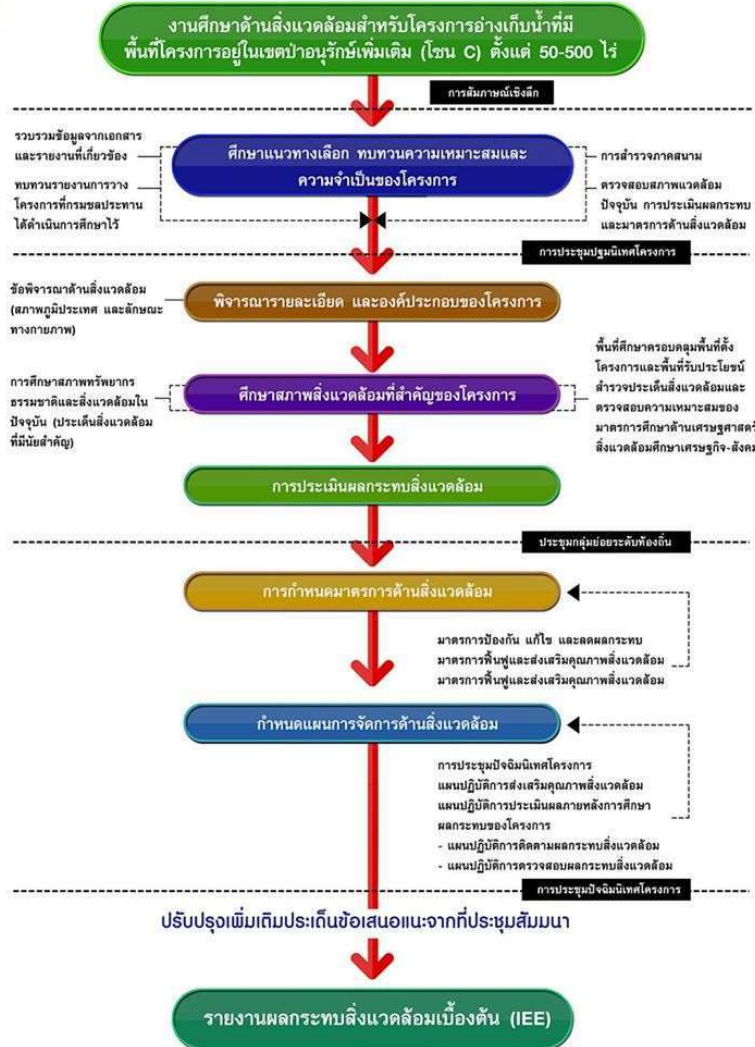 งานศึกษาด้านสิ่งแวดล้อมสำหรับโครงการอ่างเก็บน้ำที่มี
พื้นที่โครงการอยู่ในเขตป่าอนุรักษ์เพิ่มเติม (โซน C) ตั้งแต่ 50-500 ไร่
การสัมภาษณ์เชิงลึก
รวบรวมข้อมูลจากเอกสาร
และรายงานที่เกี่ยวข้อง
ทบทวนรายงานการวาง
โครงการที่กรมชลประทาน
ได้ดำเนินการศึกษาไว้
ศึกษาแนวทางเลือก ทบทวนความเหมาะสมและ
ความจำเป็นของโครงการ
การสำรวจภาคสนาม
ตรวจสอบสภาพแวดล้อม
ปัจจุบัน การประเมินผลกระทบ
และมาตรการด้านสิ่งแวดล้อม
การประชุมปฐมนิเทศโครงการ
ข้อพิจารณาด้านสิ่งแวดล้อม
(สภาพภูมิประเทศ และลักษณะ
ทางกายภาพ)
พิจารณารายละเอียด และองค์ประกอบของโครงการ
การศึกษาสภาพทรัพยากร
ธรรมชาติและสิ่งแวดล้อมใน
ปัจจุบัน (ประเด็นสิ่งแวดล้อม
ที่มีนัยสำคัญ)
ศึกษาสภาพสิ่งแวดล้อมที่สำคัญของโครงการ
พื้นที่ศึกษาครอบคลุมพื้นที่ตั้ง
โครงการและพื้นที่รับประโยชน์
สำรวจประเด็นสิ่งแวดล้อมและ
ตรวจสอบความเหมาะสมของ
มาตรการศึกษาด้านเศรษฐศาสตร์
สิ่งแวดล้อมศึกษาเศรษฐกิจ-สังคม
การประเมินผลกระทบสิ่งแวดล้อม
ประชุมกลุ่มย่อยระดับท้องถิ่น
การกำหนดมาตรการด้านสิ่งแวดล้อม
มาตรการป้องกัน แก้ไข และลดผลกระทบ
มาตรการฟื้นฟูและส่งเสริมคุณภาพสิ่งแวดล้อม
มาตรการฟื้นฟูและส่งเสริมคุณภาพสิ่งแวดล้อม
กำหนดแผนการจัดการด้านสิ่งแวดล้อม
การประชุมปัจฉิมนิเทศโครงการ
แผนปฏิบัติการส่งเสริมคุณภาพสิ่งแวดล้อม
แผนปฏิบัติการประเมินผลภายหลังการศึกษา
ผลกระทบของโครงการ
- แผนปฏิบัติการติดตามผลกระทบสิ่งแวดล้อม
- แผนปฏิบัติการตรวจสอบผลกระทบสิ่งแวดล้อม
การประชุมปัจฉิมนิเทศโครงการ
ปรับปรุงเพิ่มเติมประเด็นข้อเสนอแนะจากที่ประชุมสัมมนา
รายงานผลกระทบสิ่งแวดล้อมเบื้องต้น (IEE)